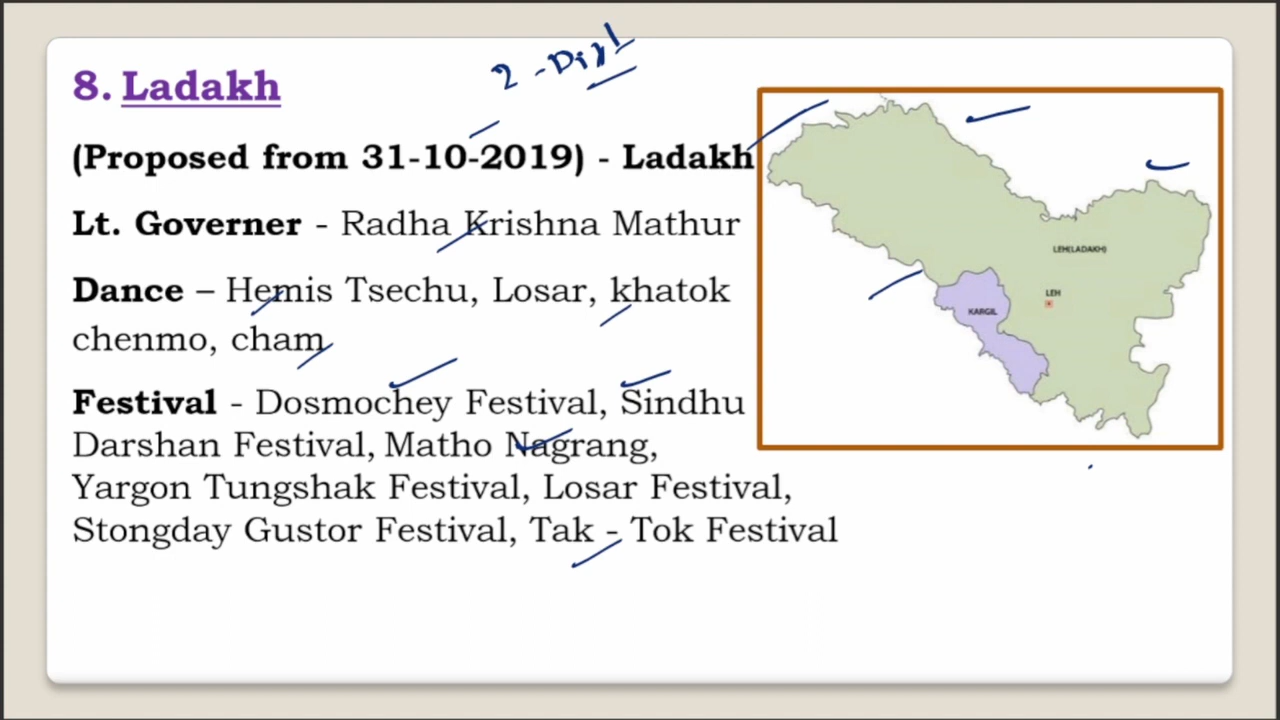 8. Ladakh
2 - Dist
(Proposed from 31-10-2019) - Ladakh
Lt. Governer - Radha Krishna Mathur
Dance – Hemis Tsechu, Losar, khatok
chenmo, cham
Festival - Dosmochey Festival, Sindhu
Darshan Festival, Matho Nagrang,
Yargon Tungshak Festival, Losar Festival,
Stongday Gustor Festival, Tak - Tok Festival
LEH(LADAKH)
LEH
KARGIL